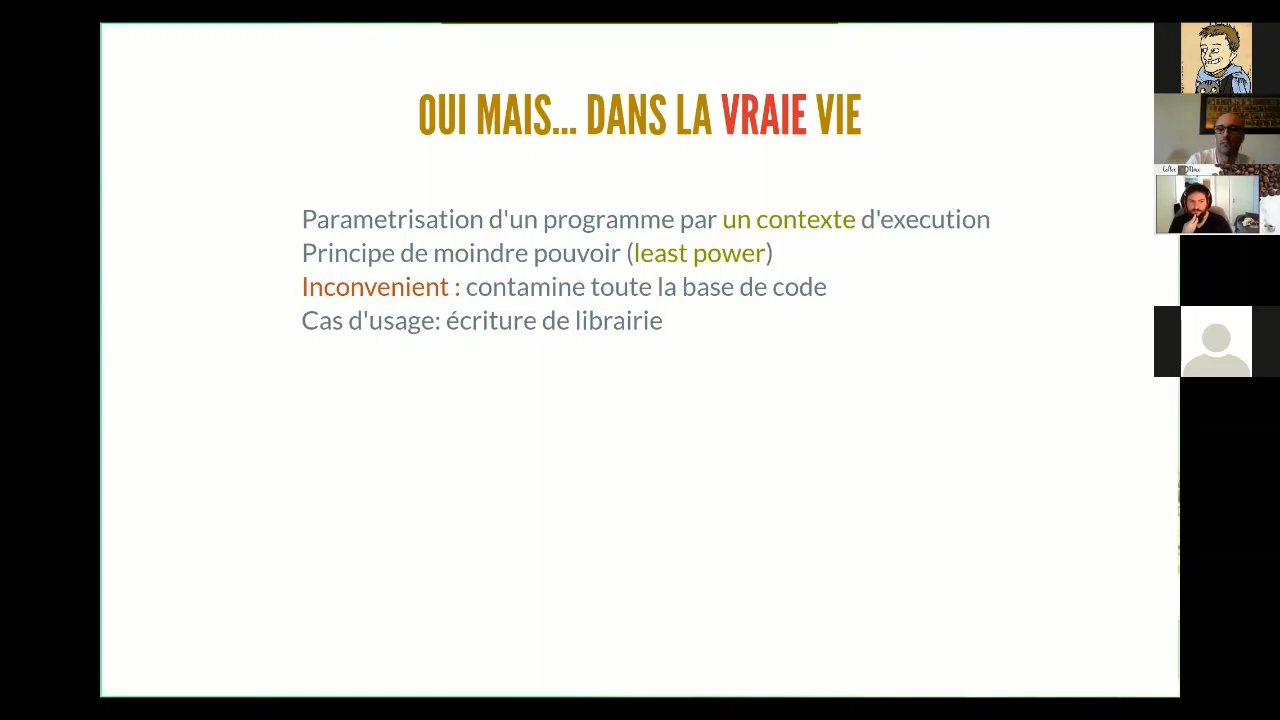 OUI MAIS... DANS LA VRAIE VIE
Parametrisation d'un programme par un contexte d'execution
Principe de moindre pouvoir (least power)
Inconvenient : contamine toute la base de code
Cas d'usage: écriture de librairie